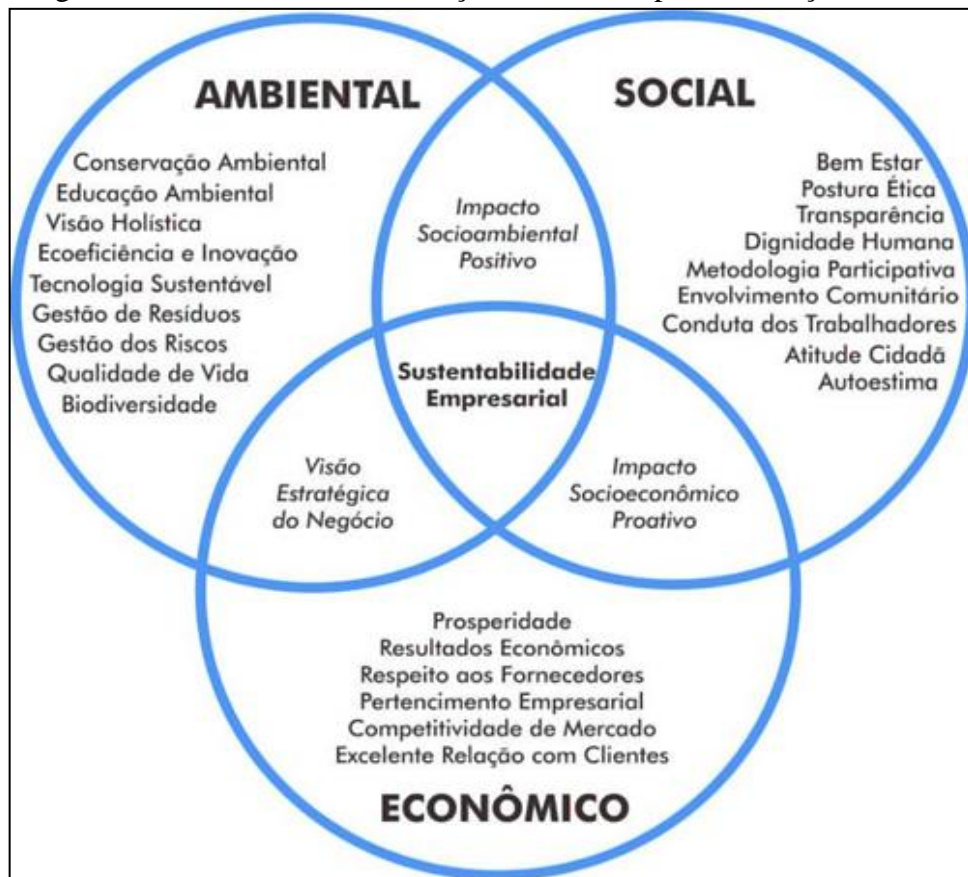 AMBIENTAL
Conservação Ambiental
Educação Ambiental
Visão Holística
Ecoeficiência e Inovação
Tecnologia Sustentável
Gestão de Resíduos
Gestão dos Riscos
Qualidade de Vida
Biodiversidade
Impacto
Socioambiental
Positivo
SOCIAL
Bem Estar
Postura Ética
Transparência
Dignidade Humana
Metodologia Participativa
Envolvimento Comunitário
Conduta dos Trabalhadores
Atitude Cidadã
Autoestima
Sustentabilidade
Empresarial
Visão
Estratégica
do Negócio
Impacto
Socioeconômico
Proativo
Prosperidade
Resultados Econômicos
Respeito aos Fornecedores
Pertencimento Empresarial
Competitividade de Mercado
Excelente Relação com Clientes
ECONÔMICO